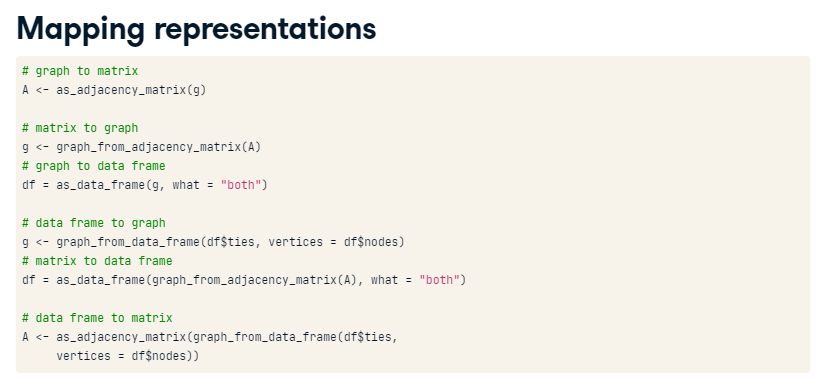 Mapping representations
# graph to matrix
A <- as_adjacency_matrix(g)
# matrix to graph
g <- graph_from_adjacency_matrix(A)
# graph to data frame
df = as_data_frame(g, what = "both")
# data frame to graph
g <- graph_from_data_frame(df$ties, vertices = df$nodes)
# matrix to data frame
df = as_data_frame(graph_from_adjacency_matrix(A), what = "both")
# data frame to matrix
A <- as_adjacency_matrix(graph_from_data_frame(df$ties,
     vertices = df$nodes))